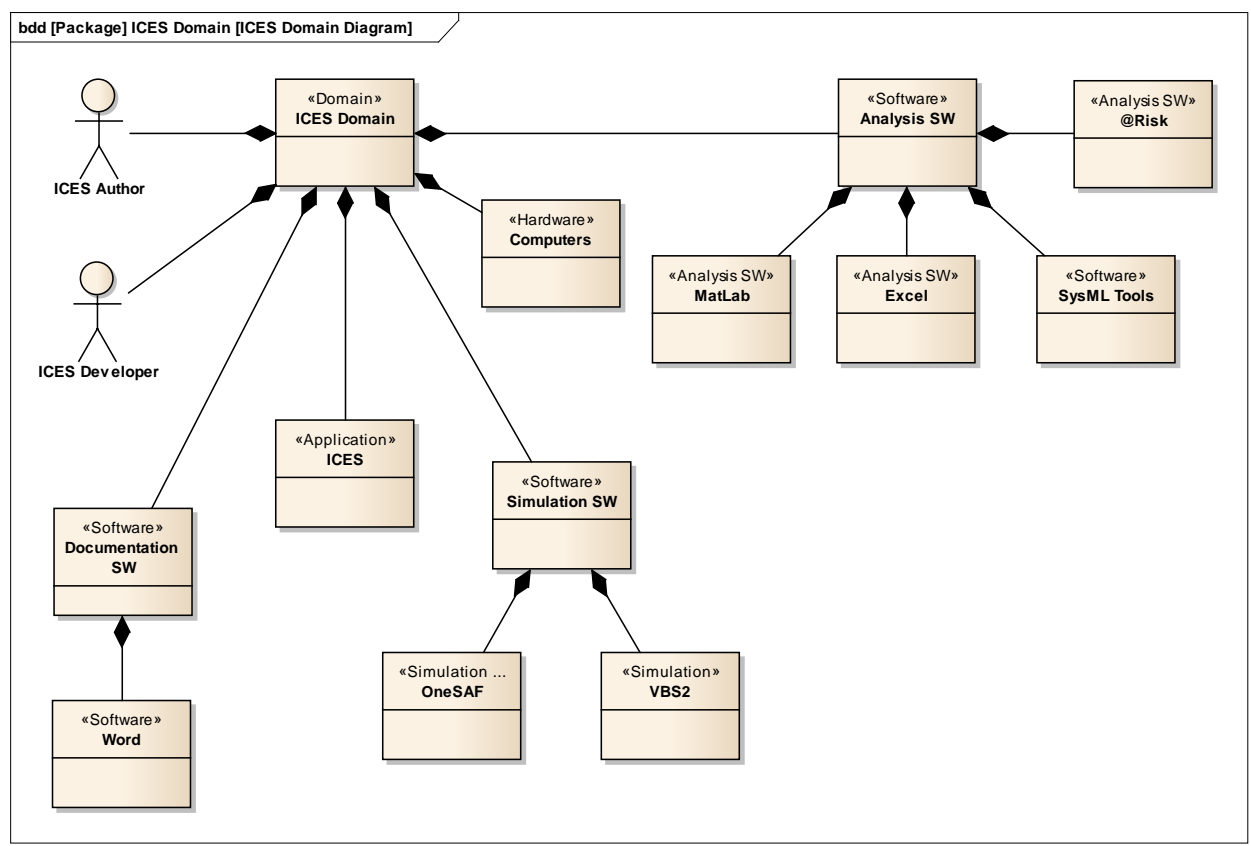 bdd [Package] ICES Domain [ICES Domain Diagram]
«Domain»
ICES Domain
«Software»
Analysis SW
«Analysis SW»
@Risk
ICES Author
«Hardware»
Computers
«Analysis SW»
MatLab
«Analysis SW»
Excel
«Software»
SysML Tools
ICES Developer
«Application»
ICES
«Software»
Simulation SW
«Software»
Documentation
SW
«Simulation ...
OneSAF
«Simulation»
VBS2
«Software»
Word